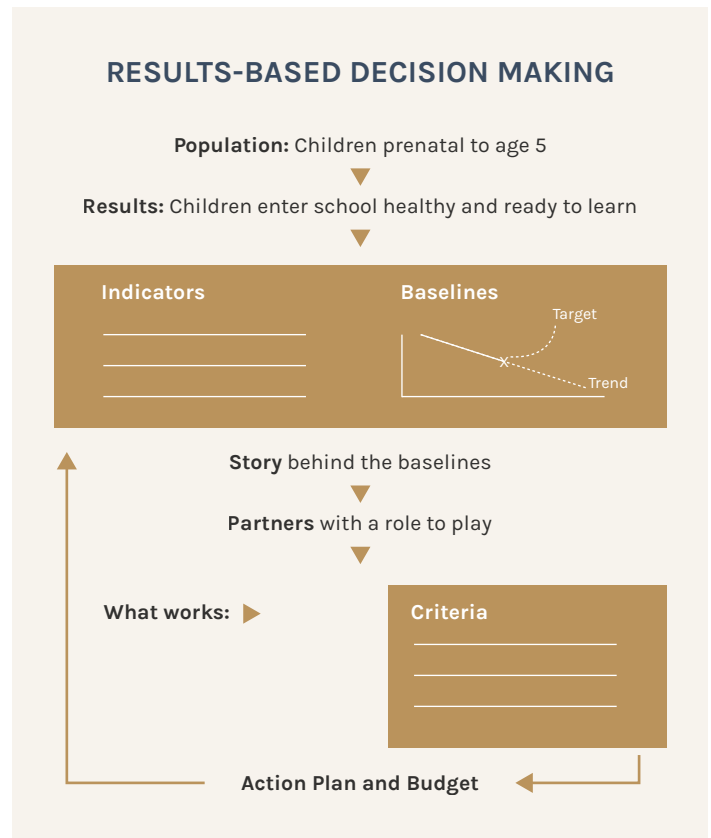 RESULTS-BASED DECISION MAKING
Population: Children prenatal to age 5
Results: Children enter school healthy and ready to learn
Indicators
Baselines
Target
x
Trend
Story behind the baselines
Partners with a role to play
What works:
Criteria
Action Plan and Budget